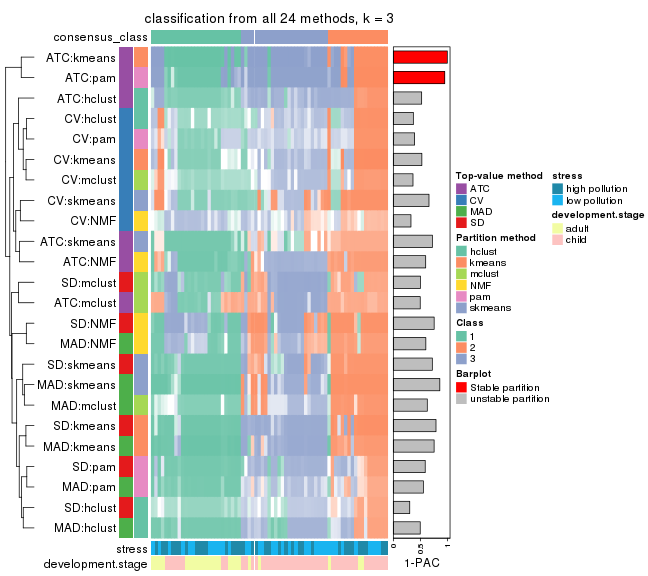 classification from all 24 methods, k = 3
consensus_class
ATC:kmeans
ATC:pam
ATC:hclust
CV:hclust
CV:pam
CV:kmeans
CV:mclust
CV:skmeans
CV:NMF
ATC:skmeans
ATC:NMF
SD:mclust
ATC:mclust
SD:NMF
MAD:NMF
SD:skmeans
MAD:skmeans
MAD:mclust
SD:kmeans
MAD:kmeans
SD:pam
MAD:pam
SD:hclust
MAD:hclust
stress
development.stage
0
0.5
1
1-PAC
Top-value method
ATC
CV
MAD
SD
Partition method
hclust
kmeans
mclust
NMF
pam
skmeans
Class
1
2
3
Barplot
Stable partition
unstable partition
stress
high pollution
low pollution
development.stage
adult
child